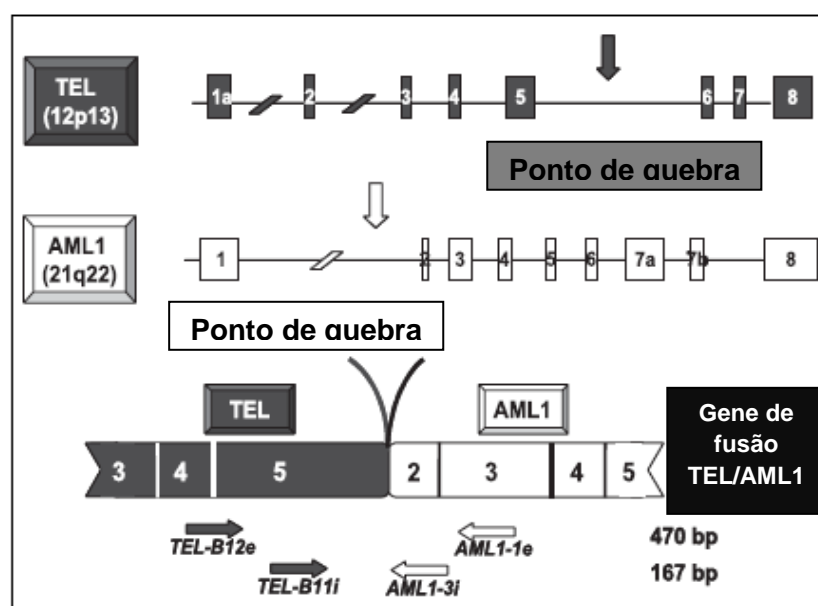 TEL
(12p13)
1a 2 3 4 5 6 7 8
Ponto de quebra
AML1
(21q22)
1 2 3 4 5 6 7a 7b 8
Ponto de quebra
TEL AML1
Gene de
fusão
TEL/AML1
3 4 5 2 3 4 5
TEL-B12e AML1-1e 470 bp
TEL-B11i AML1-3i 167 bp